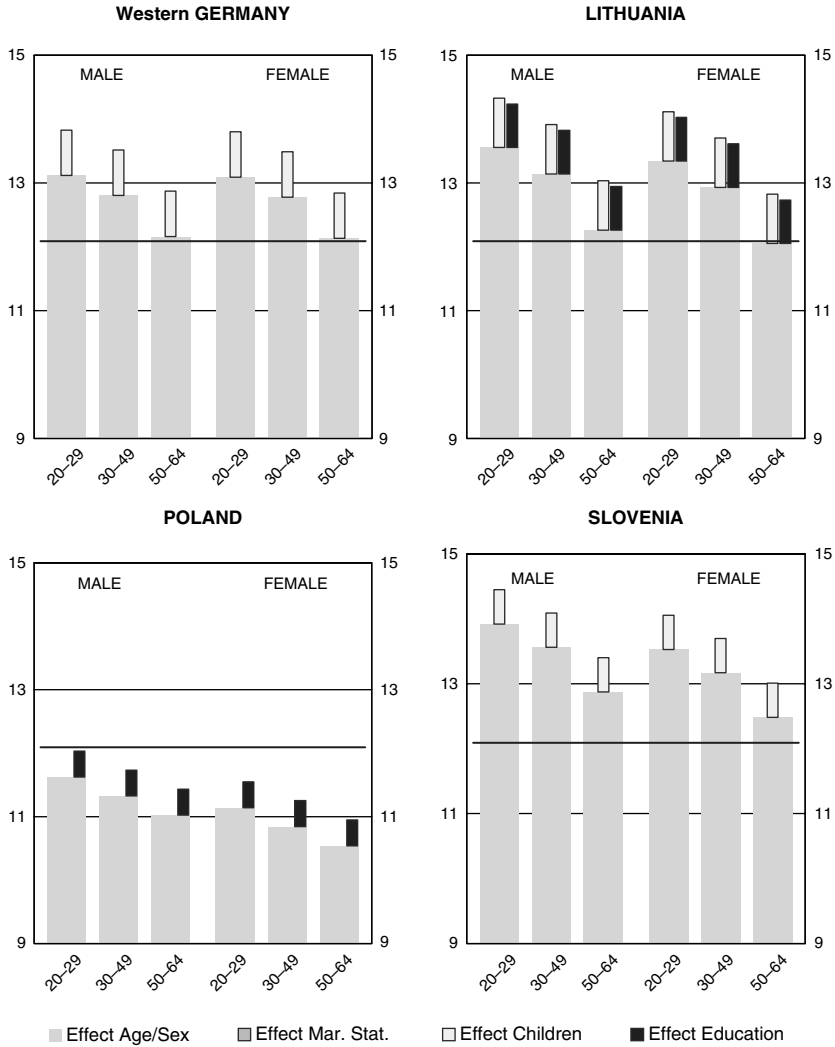 Western GERMANY
15 15
MALE FEMALE
13 13
11 11
9 9
20–29 30–49 50–64 20–29 30–49 50–64
LITHUANIA
15 15
MALE FEMALE
13 13
11 11
9 9
20–29 30–49 50–64 20–29 30–49 50–64
POLAND
15 15
MALE FEMALE
13 13
11 11
9 9
20–29 30–49 50–64 20–29 30–49 50–64
SLOVENIA
15 15
MALE FEMALE
13 13
11 11
9 9
20–29 30–49 50–64 20–29 30–49 50–64
Effect Age/Sex Effect Mar. Stat. Effect Children Effect Education